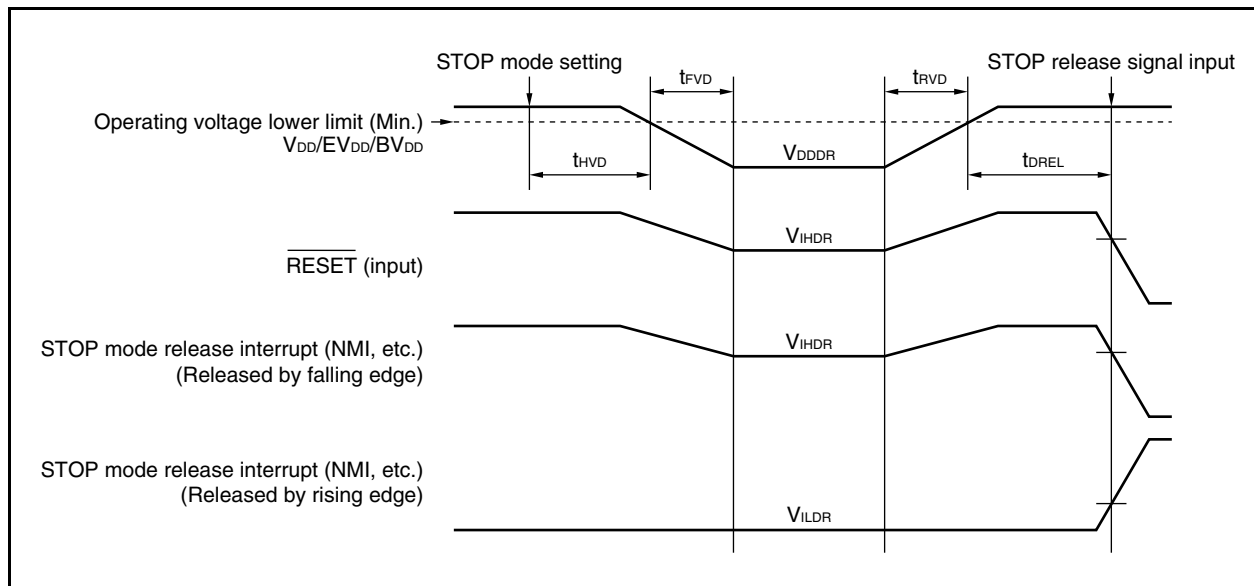 STOP mode setting
STOP release signal input
tFVD
tRVD
Operating voltage lower limit (Min.)
VDD/EVDD/BVDD
tHVD
VDDDR
tDREL
VIHDR
RESET (input)
STOP mode release interrupt (NMI, etc.)
(Released by falling edge)
VIHDR
STOP mode release interrupt (NMI, etc.)
(Released by rising edge)
VILDR